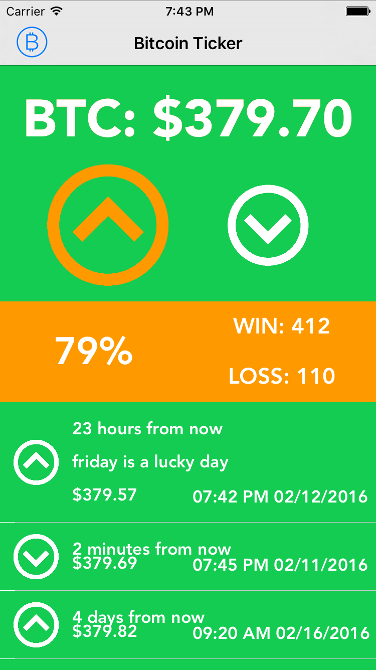 Carrier 7:43 PM
Bitcoin Ticker
BTC: $379.70
79%
WIN: 412
LOSS: 110
23 hours from now
friday is a lucky day
$379.57 07:42 PM 02/12/2016
2 minutes from now
$379.69 07:45 PM 02/11/2016
4 days from now
$379.82 09:20 AM 02/16/2016